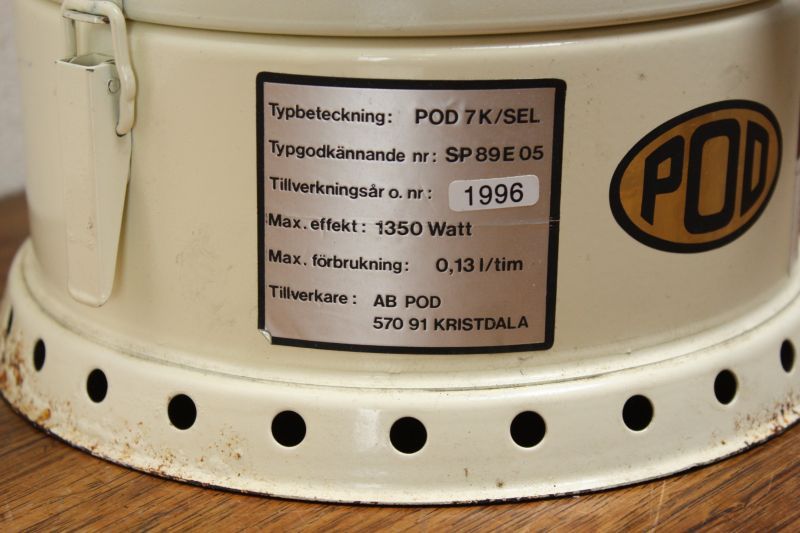 Typbeteckning: POD 7K/SEL
Typgodkännande nr: SP 89 E 05
Tillverkningsår o. nr: 1996
Max. effekt: 1350 Watt
Max. förbrukning: 0,13 l/tim
Tillverkare: AB POD
570 91 KRISTDALA
POD